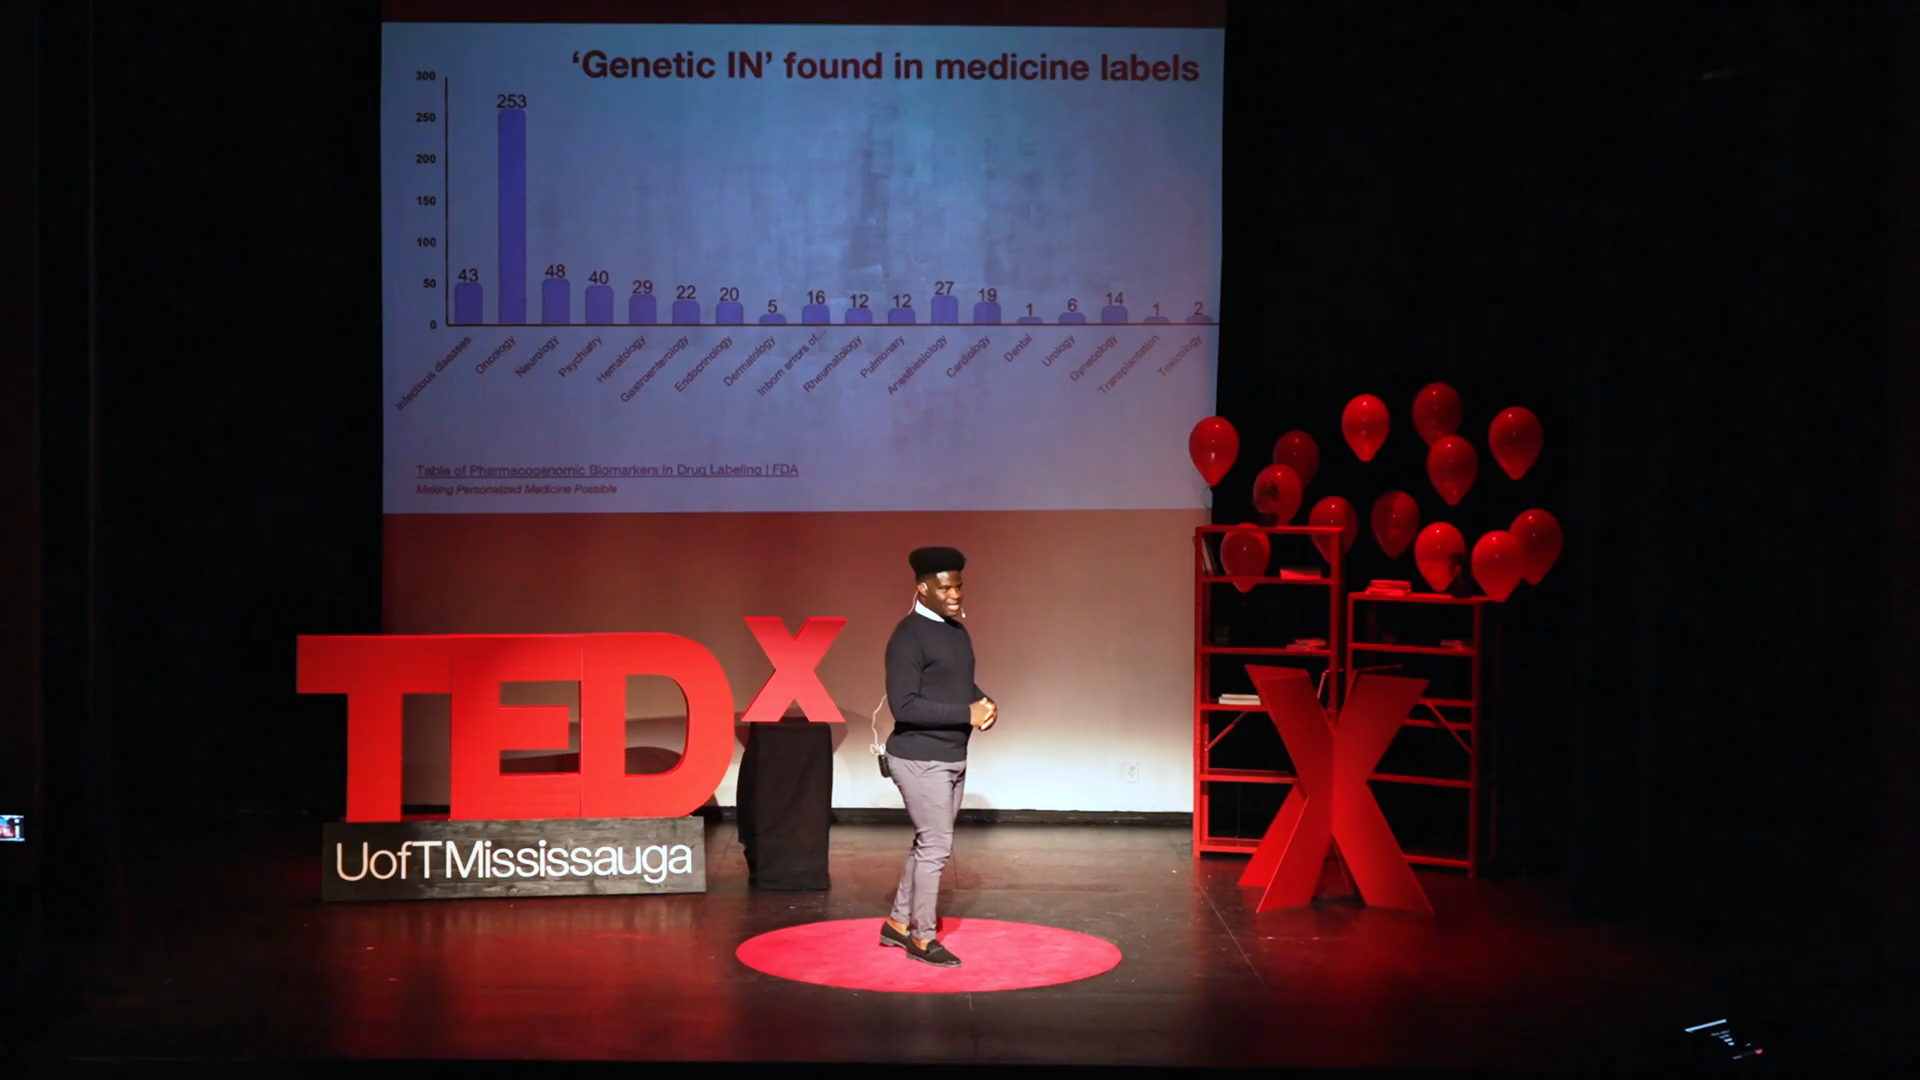 'Genetic IN' found in medicine labels
300
250
200
150
100
50
0
43
253
48
40
29
22
20
5
16
12
12
27
19
1
6
14
1
2
Infectious diseases
Oncology
Neurology
Psychiatry
Hematology
Gastroenterology
Endocrinology
Dermatology
Inborn errors of...
Rheumatology
Pulmonary
Anesthesiology
Cardiology
Dental
Urology
Gynecology
Transplantation
Toxicology
Table of Pharmacogenomic Biomarkers in Drug Labeling | FDA
Making Personalized Medicine Possible
TEDx
UofTMississauga
X